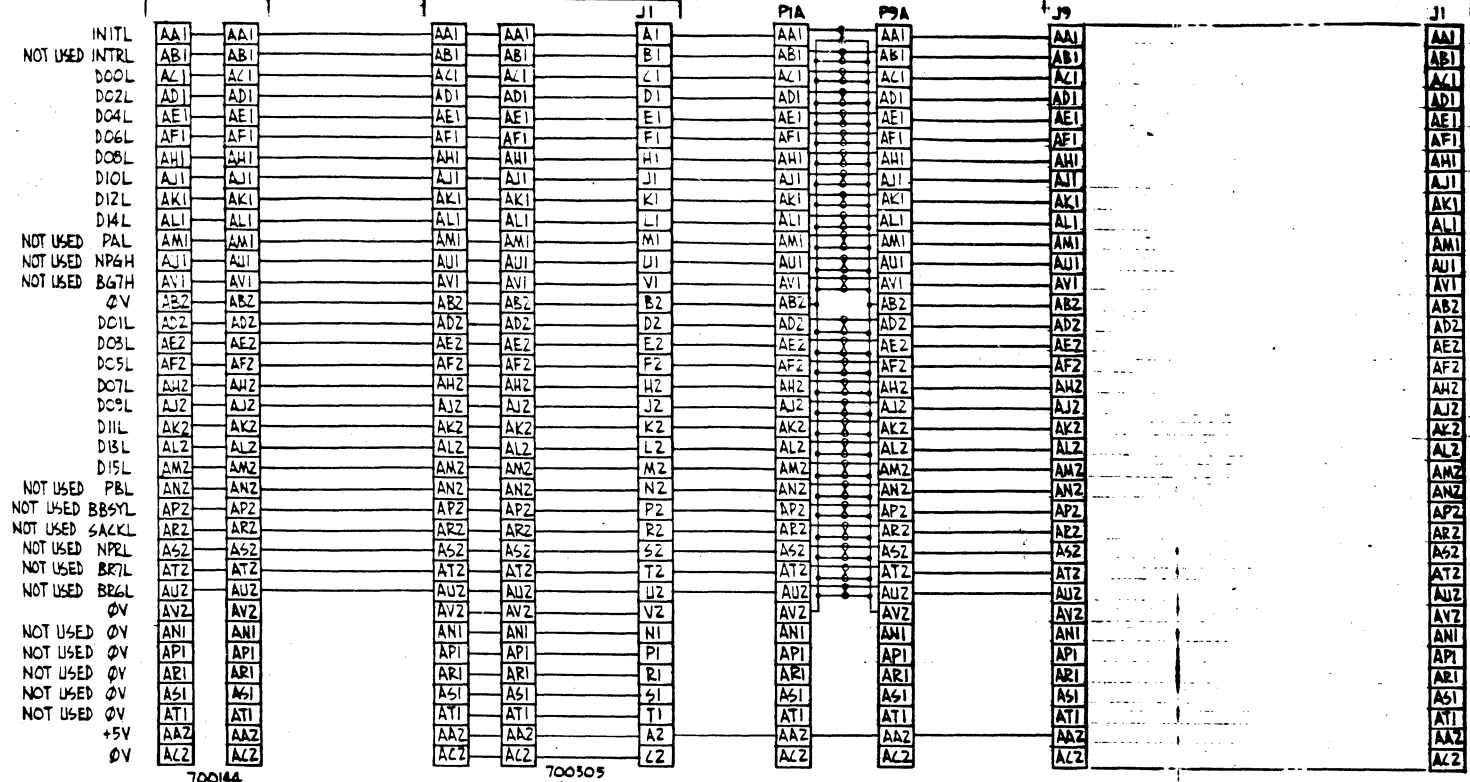 J1 P1A P9A J9 J1
INITL AA1 AA1 AA1 AA1 A1 AA1 AA1 AA1 AA1
NOT USED INTRL AB1 AB1 AB1 AB1 B1 AB1 AB1 AB1 AB1
D00L AC1 AC1 AC1 AC1 C1 AC1 AC1 AC1 AC1
D02L AD1 AD1 AD1 AD1 D1 AD1 AD1 AD1 AD1
D04L AE1 AE1 AE1 AE1 E1 AE1 AE1 AE1 AE1
D06L AF1 AF1 AF1 AF1 F1 AF1 AF1 AF1 AF1
D08L AH1 AH1 AH1 AH1 H1 AH1 AH1 AH1 AH1
D10L AJ1 AJ1 AJ1 AJ1 J1 AJ1 AJ1 AJ1 AJ1
D12L AK1 AK1 AK1 AK1 K1 AK1 AK1 AK1 AK1
D14L AL1 AL1 AL1 AL1 L1 AL1 AL1 AL1 AL1
NOT USED PAL AM1 AM1 AM1 AM1 M1 AM1 AM1 AM1 AM1
NOT USED NPGH AU1 AU1 AU1 AU1 U1 AU1 AU1 AU1 AU1
NOT USED BG7H AV1 AV1 AV1 AV1 V1 AV1 AV1 AV1 AV1
ØV AB2 AB2 AB2 AB2 B2 AB2 AB2 AB2 AB2
D01L AD2 AD2 AD2 AD2 D2 AD2 AD2 AD2 AD2
D03L AE2 AE2 AE2 AE2 E2 AE2 AE2 AE2 AE2
D05L AF2 AF2 AF2 AF2 F2 AF2 AF2 AF2 AF2
D07L AH2 AH2 AH2 AH2 H2 AH2 AH2 AH2 AH2
D09L AJ2 AJ2 AJ2 AJ2 J2 AJ2 AJ2 AJ2 AJ2
D11L AK2 AK2 AK2 AK2 K2 AK2 AK2 AK2 AK2
D13L AL2 AL2 AL2 AL2 L2 AL2 AL2 AL2 AL2
D15L AM2 AM2 AM2 AM2 M2 AM2 AM2 AM2 AM2
NOT USED PBL AN2 AN2 AN2 AN2 N2 AN2 AN2 AN2 AN2
NOT USED BBSYL AP2 AP2 AP2 AP2 P2 AP2 AP2 AP2 AP2
NOT USED SACKL AR2 AR2 AR2 AR2 R2 AR2 AR2 AR2 AR2
NOT USED NPRL AS2 AS2 AS2 AS2 S2 AS2 AS2 AS2 AS2
NOT USED BR7L AT2 AT2 AT2 AT2 T2 AT2 AT2 AT2 AT2
NOT USED BR6L AU2 AU2 AU2 AU2 U2 AU2 AU2 AU2 AU2
ØV AV2 AV2 AV2 AV2 V2 AV2 AV2 AV2 AV2
NOT USED ØV AN1 AN1 AN1 AN1 N1 AN1 AN1 AN1 AN1
NOT USED ØV AP1 AP1 AP1 AP1 P1 AP1 AP1 AP1 AP1
NOT USED ØV AR1 AR1 AR1 AR1 R1 AR1 AR1 AR1 AR1
NOT USED ØV AS1 AS1 AS1 AS1 S1 AS1 AS1 AS1 AS1
NOT USED ØV AT1 AT1 AT1 AT1 T1 AT1 AT1 AT1 AT1
+5V AA2 AA2 AA2 AA2 A2 AA2 AA2 AA2 AA2
ØV AC2 AC2 AC2 AC2 C2 AC2 AC2 AC2 AC2
700144 700305